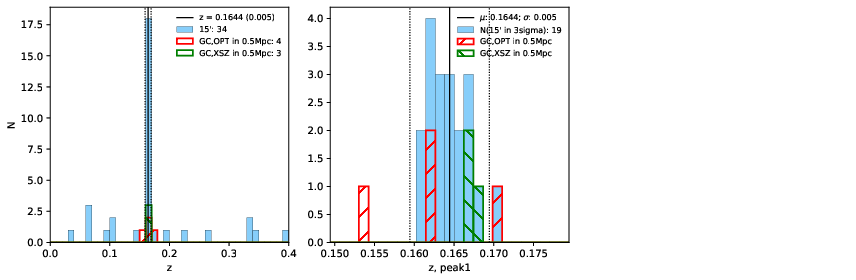 z = 0.1644 (0.005)
15': 34
GC,OPT in 0.5Mpc: 4
GC,XSZ in 0.5Mpc: 3
N
17.5
15.0
12.5
10.0
7.5
5.0
2.5
0.0
0.0 0.1 0.2 0.3 0.4
z
μ: 0.1644; σ: 0.005
N(15' in 3sigma): 19
GC,OPT in 0.5Mpc
GC,XSZ in 0.5Mpc
4.0
3.5
3.0
2.5
2.0
1.5
1.0
0.5
0.0
0.150 0.155 0.160 0.165 0.170 0.175
z, peak1